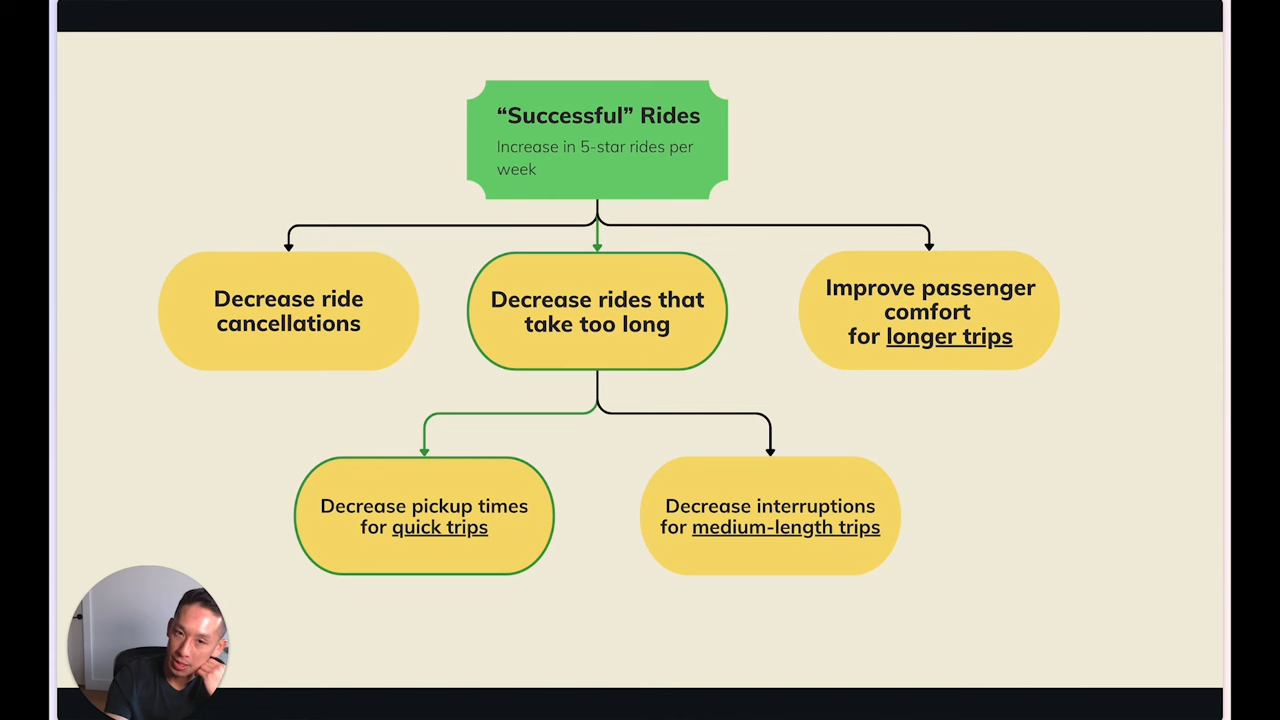 “Successful” Rides
Increase in 5-star rides per
week
Decrease ride
cancellations
Decrease rides that
take too long
Improve passenger
comfort
for longer trips
Decrease pickup times
for quick trips
Decrease interruptions
for medium-length trips